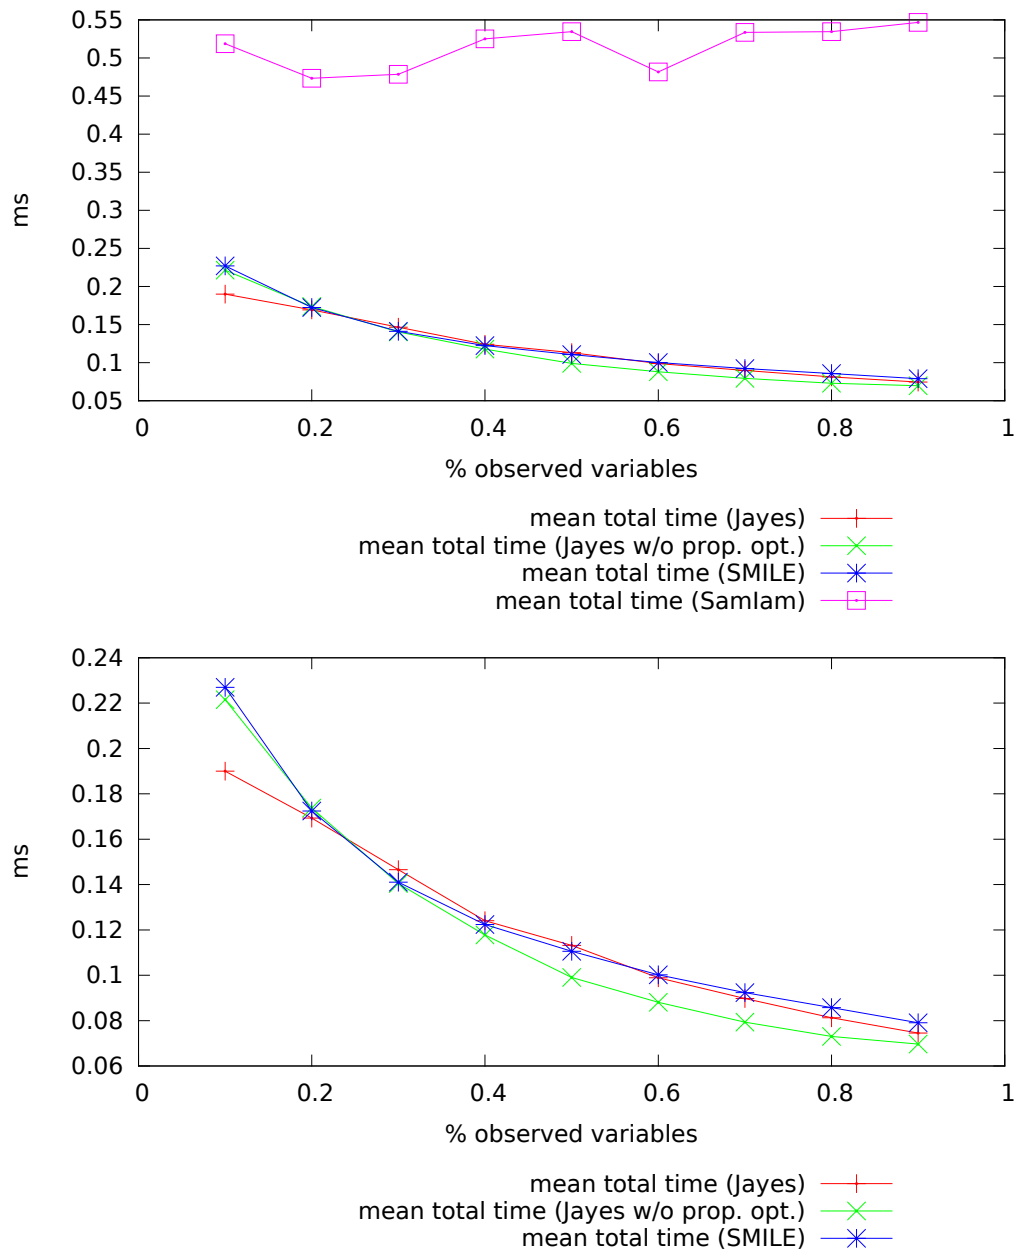 0.55
0.5
0.45
0.4
0.35
0.3
0.25
0.2
0.15
0.1
0.05
ms
0 0.2 0.4 0.6 0.8 1
% observed variables
mean total time (Jayes)
mean total time (Jayes w/o prop. opt.)
mean total time (SMILE)
mean total time (SamIam)
0.24
0.22
0.2
0.18
0.16
0.14
0.12
0.1
0.08
0.06
ms
0 0.2 0.4 0.6 0.8 1
% observed variables
mean total time (Jayes)
mean total time (Jayes w/o prop. opt.)
mean total time (SMILE)